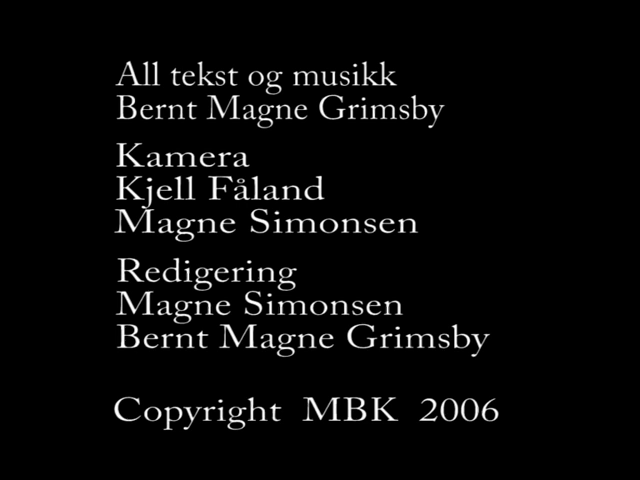 All tekst og musikk
Bernt Magne Grimsby
Kamera
Kjell Fåland
Magne Simonsen
Redigering
Magne Simonsen
Bernt Magne Grimsby
Copyright MBK 2006